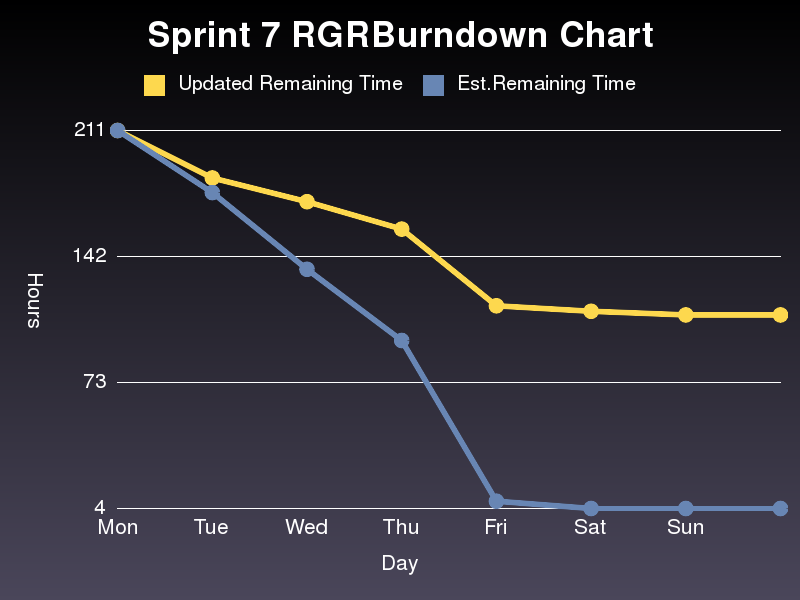 Sprint 7 RGRBurndown Chart
Updated Remaining Time
Est.Remaining Time
211
142
73
4
Hours
Mon Tue Wed Thu Fri Sat Sun
Day